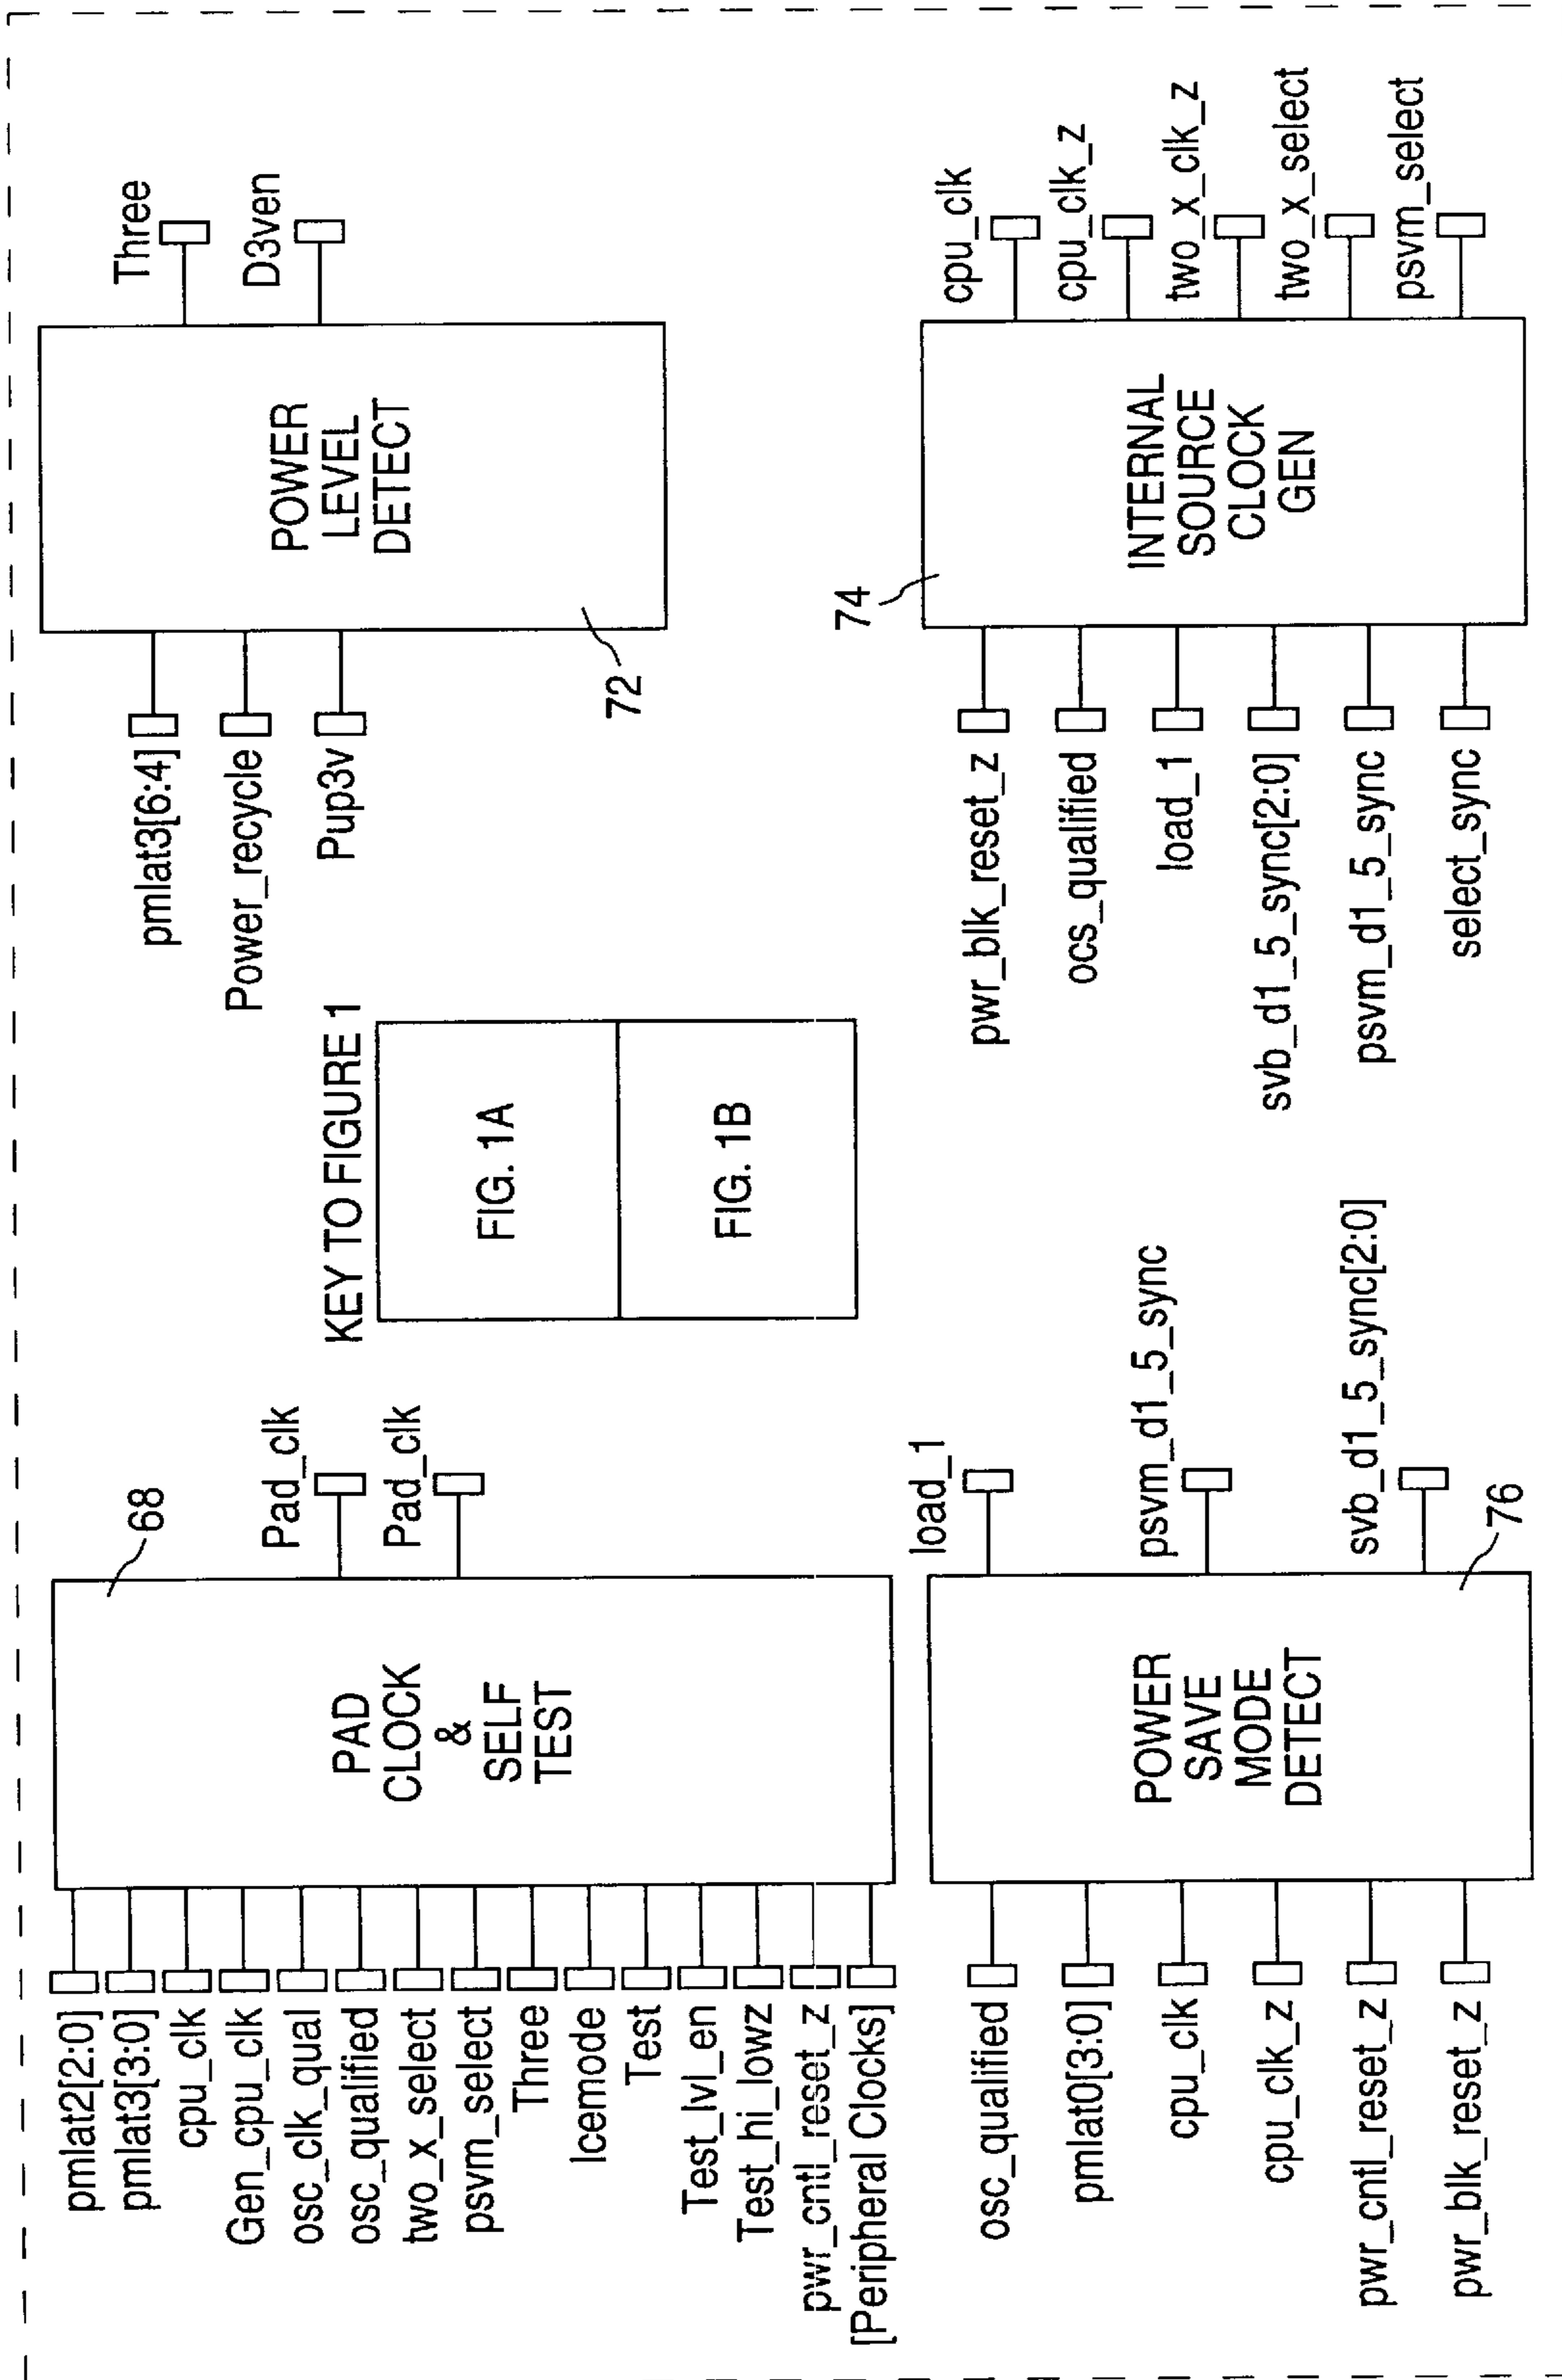 68
pmlat2[2:0]
pmlat3[3:0]
cpu_clk
Gen_cpu_clk
osc_clk_qual
osc_qualified
two_x_select
psvm_select
Three
Icemode
Test
Test_lvl_en
Test_hi_lowz
pwr_cntl_reset_z
[Peripheral Clocks]
PAD
CLOCK
&
SELF
TEST
Pad_clk
Pad_clk
KEY TO FIGURE 1
FIG. 1A
FIG. 1B
pmlat3[6:4]
Power_recycle
Pup3v
72
POWER
LEVEL
DETECT
Three
D3ven
osc_qualified
pmlat0[3:0]
cpu_clk
cpu_clk_z
pwr_cntl_reset_z
pwr_blk_reset_z
POWER
SAVE
MODE
DETECT
load_1
psvm_d1_5_sync
svb_d1_5_sync[2:0]
76
74
pwr_blk_reset_z
ocs_qualified
load_1
svb_d1_5_sync[2:0]
psvm_d1_5_sync
select_sync
INTERNAL
SOURCE
CLOCK
GEN
cpu_clk
cpu_clk_z
two_x_clk_z
two_x_select
psvm_select